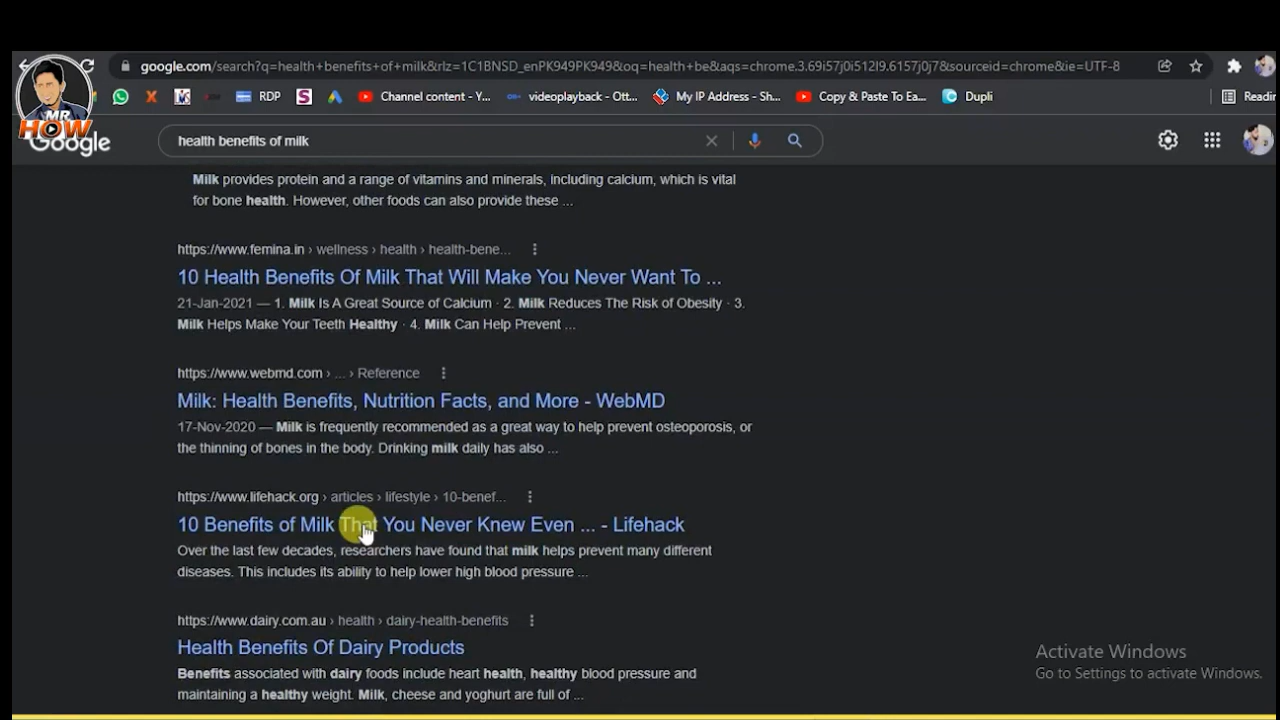 google.com/search?q=health+benefits+of+milk&rlz=1C1BNSD_enPK949PK949&oq=health+be&aqs=chrome.3.69i57j0i512l9.6157j0j7&sourceid=chrome&ie=UTF-8
RDP
S
Channel content - Y...
videoplayback - Ott...
My IP Address - Sh...
Copy & Paste To Ea...
Dupli
Readin
MR
HOW
Google
health benefits of milk
Milk provides protein and a range of vitamins and minerals, including calcium, which is vital
for bone health. However, other foods can also provide these ...
https://www.femina.in › wellness › health › health-bene...
10 Health Benefits Of Milk That Will Make You Never Want To ...
21-Jan-2021 — 1. Milk Is A Great Source of Calcium · 2. Milk Reduces The Risk of Obesity · 3.
Milk Helps Make Your Teeth Healthy · 4. Milk Can Help Prevent ...
https://www.webmd.com › ... › Reference
Milk: Health Benefits, Nutrition Facts, and More - WebMD
17-Nov-2020 — Milk is frequently recommended as a great way to help prevent osteoporosis, or
the thinning of bones in the body. Drinking milk daily has also ...
https://www.lifehack.org › articles › lifestyle › 10-benef...
10 Benefits of Milk That You Never Knew Even ... - Lifehack
Over the last few decades, researchers have found that milk helps prevent many different
diseases. This includes its ability to help lower high blood pressure ...
https://www.dairy.com.au › health › dairy-health-benefits
Health Benefits Of Dairy Products
Benefits associated with dairy foods include heart health, healthy blood pressure and
maintaining a healthy weight. Milk, cheese and yoghurt are full of ...
Activate Windows
Go to Settings to activate Windows.